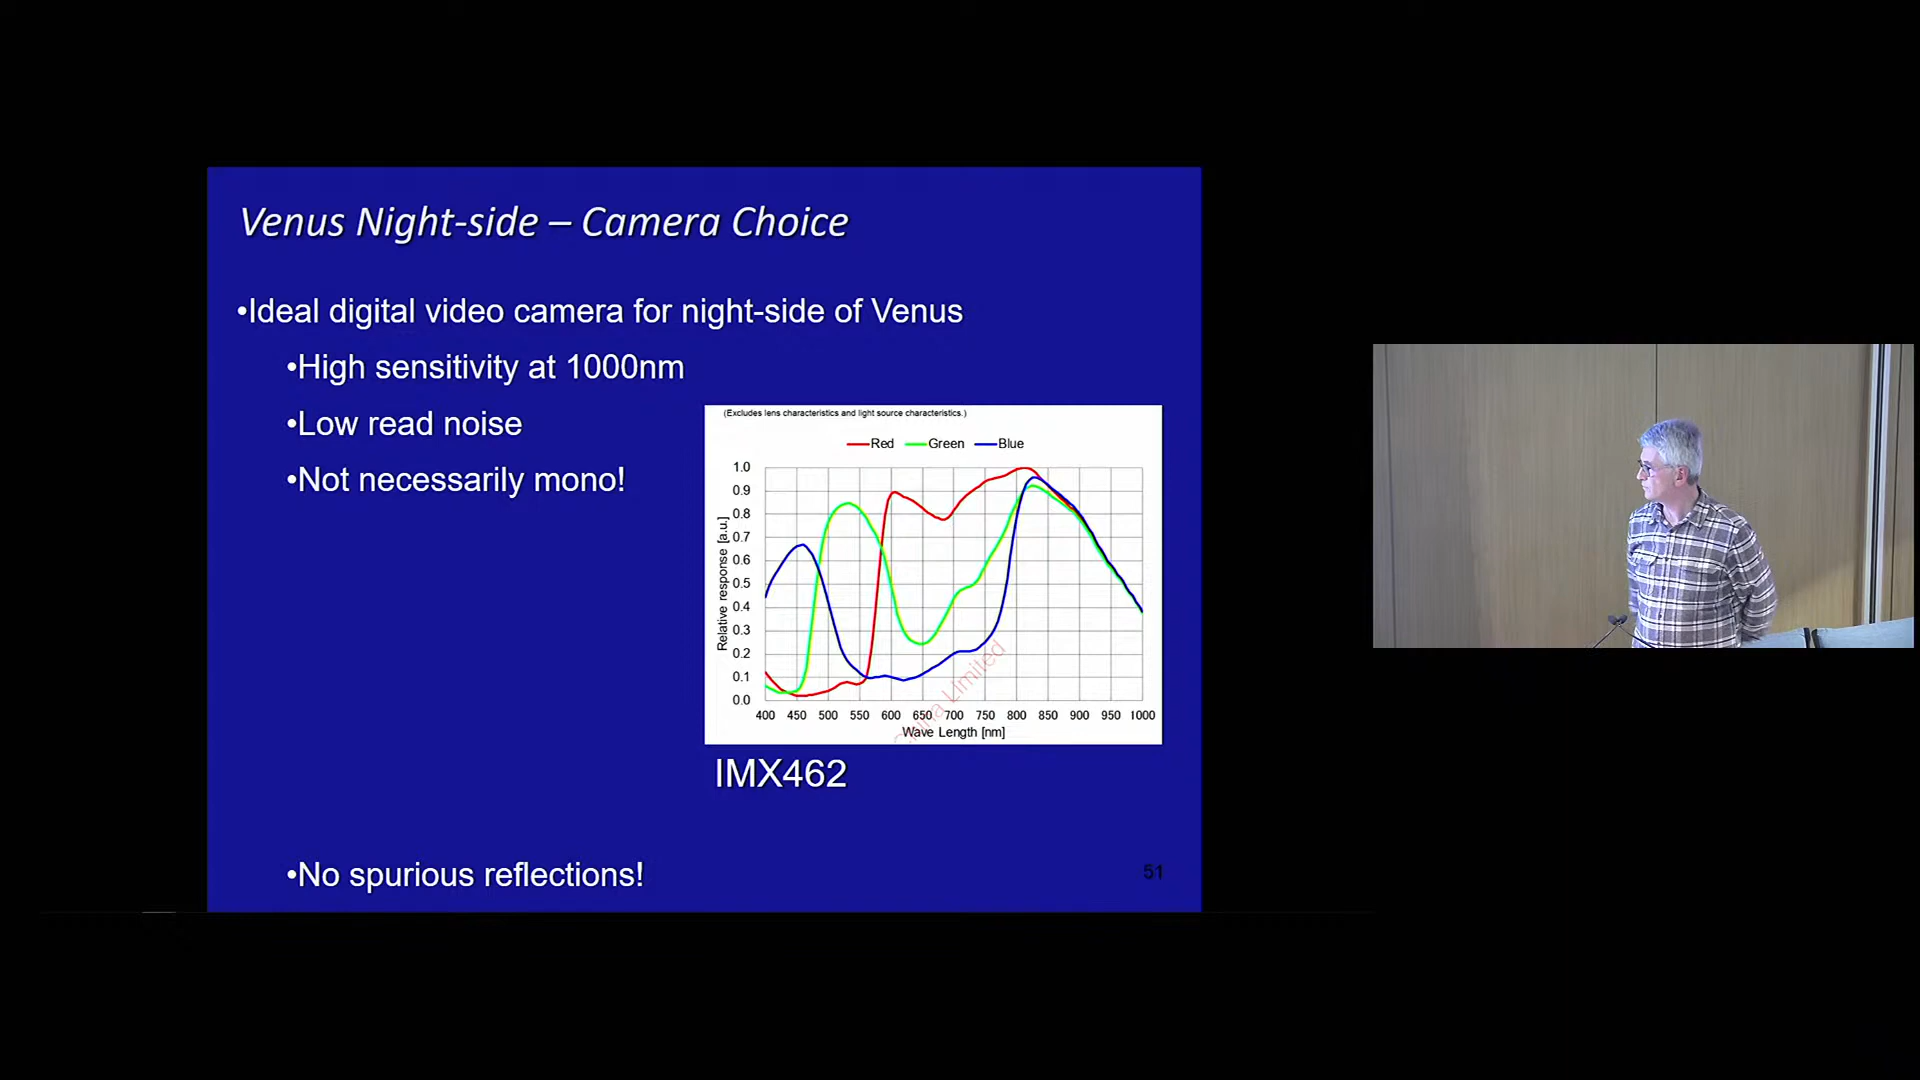 Venus Night-side – Camera Choice
•Ideal digital video camera for night-side of Venus
•High sensitivity at 1000nm
•Low read noise
•Not necessarily mono!
(Excludes lens characteristics and light source characteristics.)
Red Green Blue
Relative response [a.u.]
1.0
0.9
0.8
0.7
0.6
0.5
0.4
0.3
0.2
0.1
0.0
400 450 500 550 600 650 700 750 800 850 900 950 1000
Wave Length [nm]
Limited
IMX462
•No spurious reflections!
51